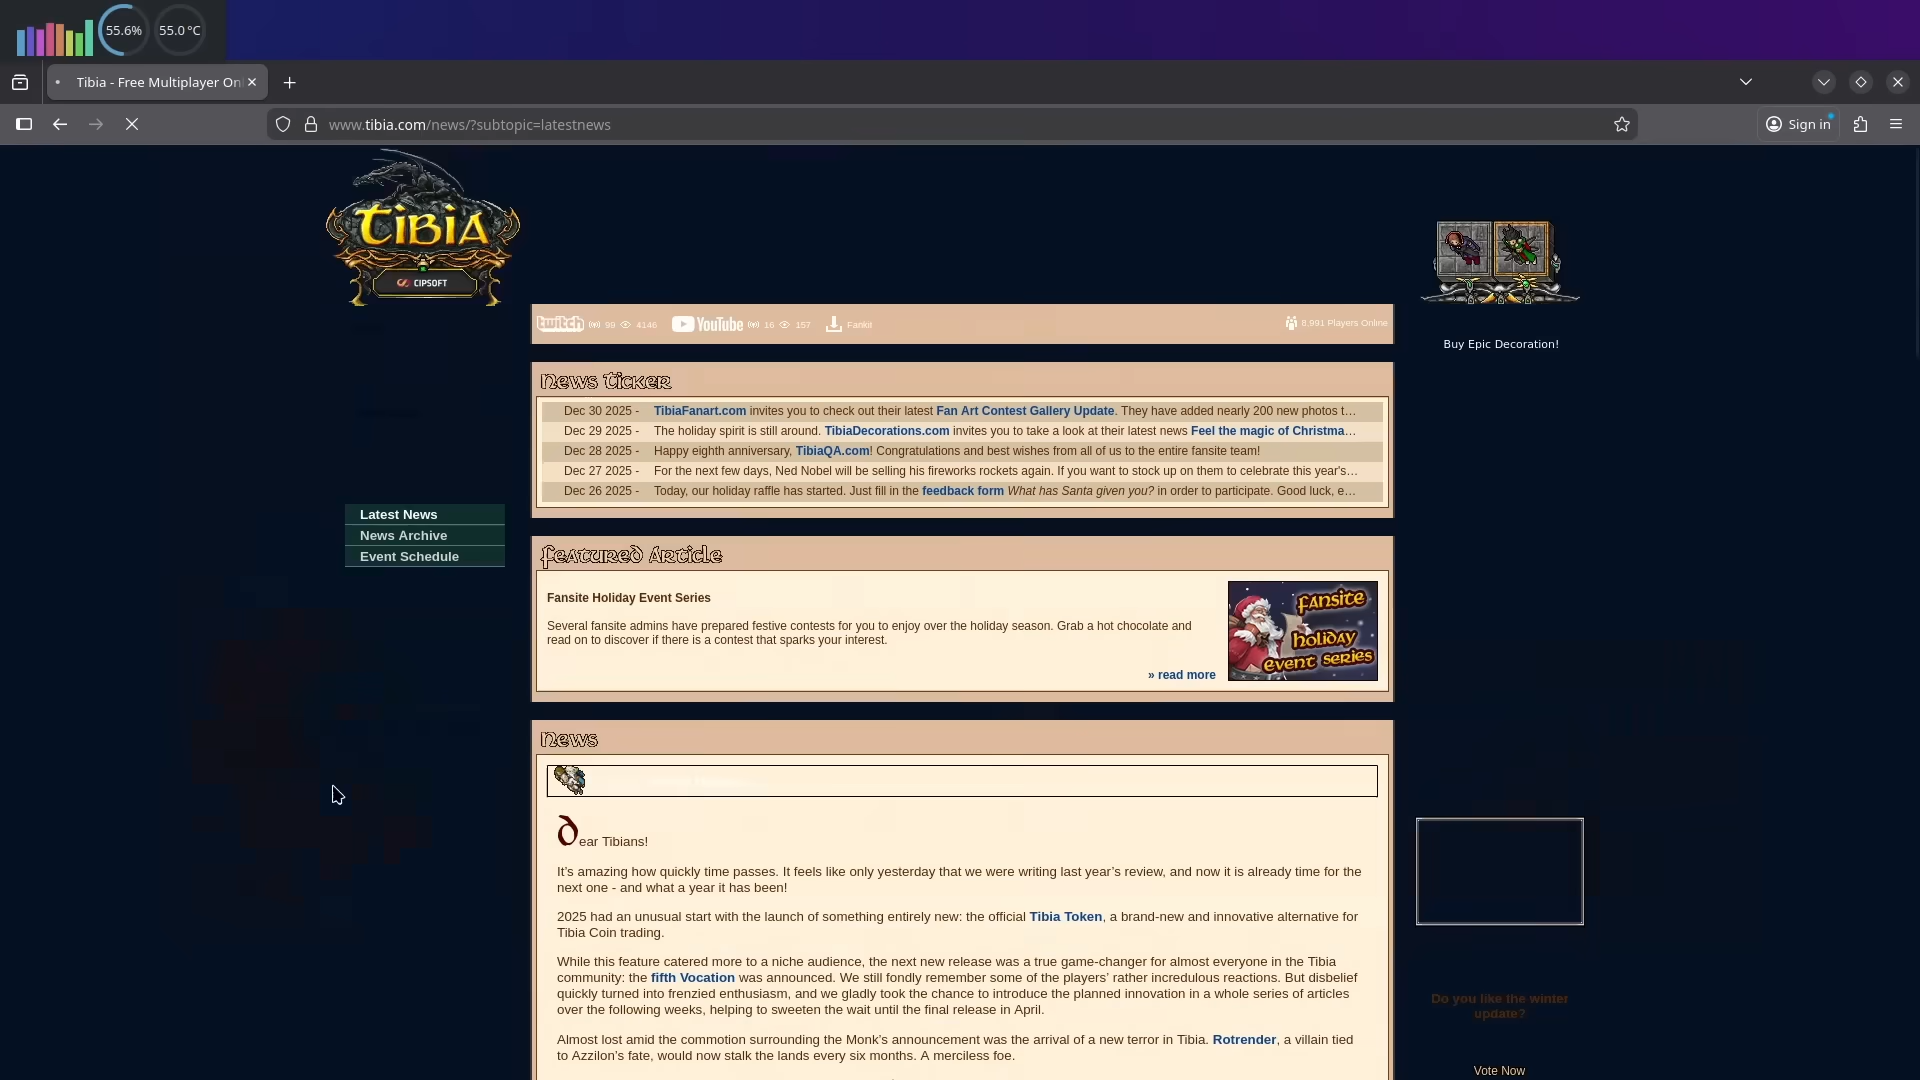 55.6%
55.0 °C
Tibia - Free Multiplayer Onl
www.tibia.com/news/?subtopic=latestnews
Sign in
TIBIA
CIPSOFT
twitch 99 4146 YouTube 16 157 Fankit
8,991 Players Online
Buy Epic Decoration!
News Ticker
Dec 30 2025 - TibiaFanart.com invites you to check out their latest Fan Art Contest Gallery Update. They have added nearly 200 new photos t...
Dec 29 2025 - The holiday spirit is still around. TibiaDecorations.com invites you to take a look at their latest news Feel the magic of Christma...
Dec 28 2025 - Happy eighth anniversary, TibiaQA.com! Congratulations and best wishes from all of us to the entire fansite team!
Dec 27 2025 - For the next few days, Ned Nobel will be selling his fireworks rockets again. If you want to stock up on them to celebrate this year's...
Dec 26 2025 - Today, our holiday raffle has started. Just fill in the feedback form What has Santa given you? in order to participate. Good luck, e...
Latest News
News Archive
Event Schedule
Featured Article
Fansite Holiday Event Series
Several fansite admins have prepared festive contests for you to enjoy over the holiday season. Grab a hot chocolate and
read on to discover if there is a contest that sparks your interest.
» read more
fansite
holiday
event series
News
Dear Tibians!
It's amazing how quickly time passes. It feels like only yesterday that we were writing last year's review, and now it is already time for the
next one - and what a year it has been!
2025 had an unusual start with the launch of something entirely new: the official Tibia Token, a brand-new and innovative alternative for
Tibia Coin trading.
While this feature catered more to a niche audience, the next new release was a true game-changer for almost everyone in the Tibia
community: the fifth Vocation was announced. We still fondly remember some of the players' rather incredulous reactions. But disbelief
quickly turned into frenzied enthusiasm, and we gladly took the chance to introduce the planned innovation in a whole series of articles
over the following weeks, helping to sweeten the wait until the final release in April.
Almost lost amid the commotion surrounding the Monk's announcement was the arrival of a new terror in Tibia. Rotrender, a villain tied
to Azzilon's fate, would now stalk the lands every six months. A merciless foe.
Do you like the winter
update?
Vote Now